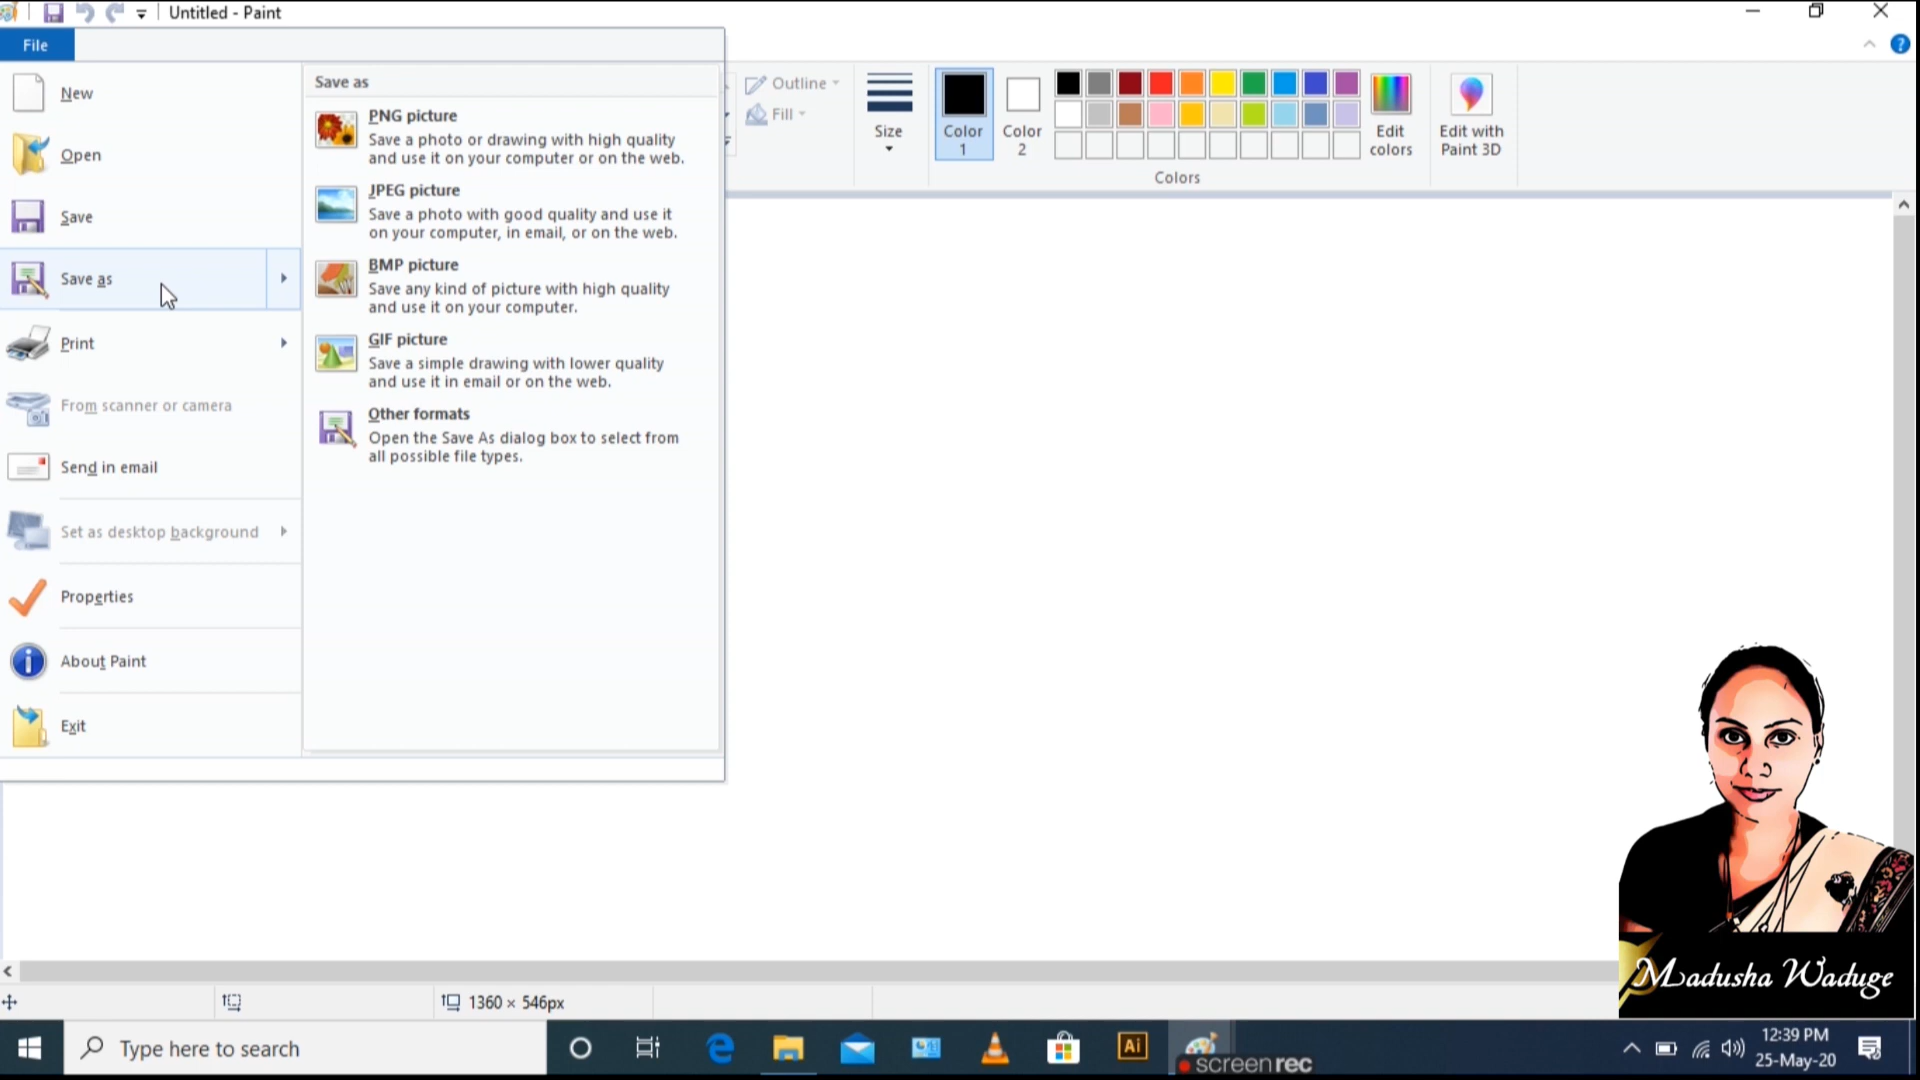 Untitled - Paint
File
New
Open
Save
Save as
Print
From scanner or camera
Send in email
Set as desktop background
Properties
About Paint
Exit
Save as
PNG picture
Save a photo or drawing with high quality
and use it on your computer or on the web.
JPEG picture
Save a photo with good quality and use it
on your computer, in email, or on the web.
BMP picture
Save any kind of picture with high quality
and use it on your computer.
GIF picture
Save a simple drawing with lower quality
and use it in email or on the web.
Other formats
Open the Save As dialog box to select from
all possible file types.
Outline
Fill
Size
Color
1
Color
2
Edit
colors
Edit with
Paint 3D
Colors
Madusha Waduge
1360 × 546px
Type here to search
Ai
screenrec
12:39 PM
25-May-20